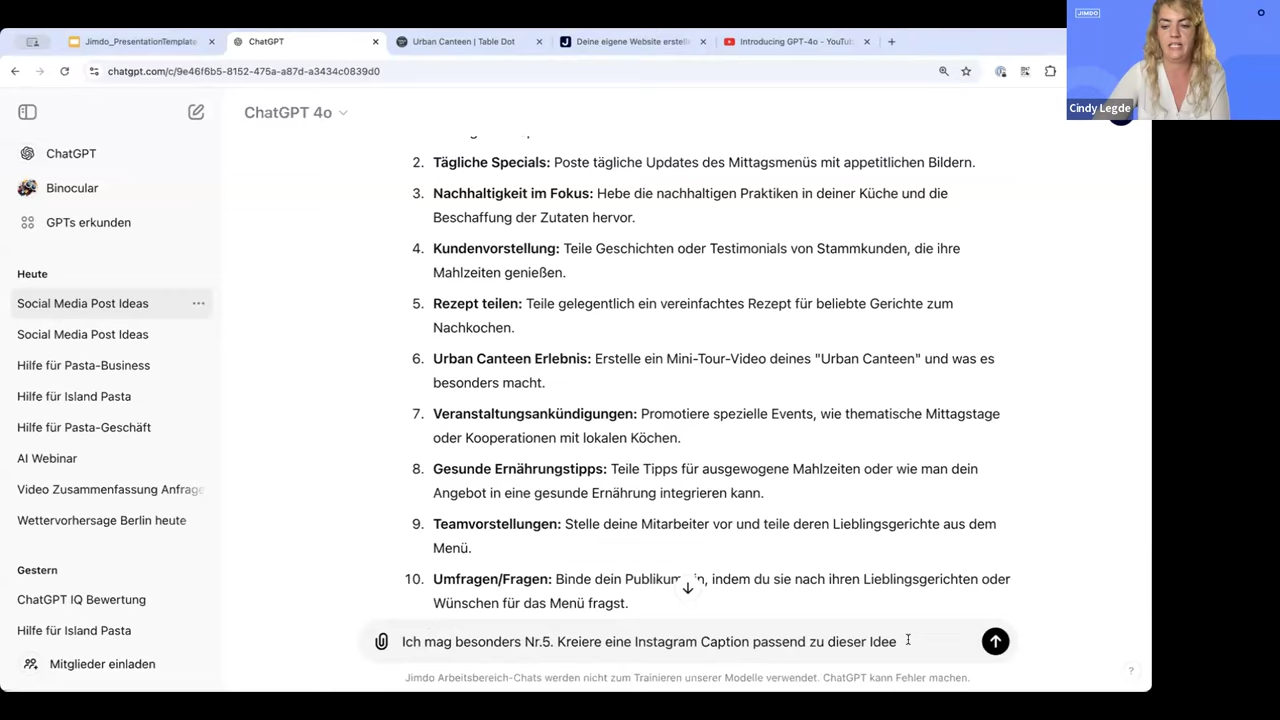 JIMDO
Cindy Legde
Jimdo_PresentationTemplate
ChatGPT
Urban Canteen | Table Dot
Deine eigene Website erstell
Introducing GPT-4o - YouTu
chatgpt.com/c/9e46f6b5-8152-475a-a87d-a3434c0839d0
ChatGPT 4o
ChatGPT
Binocular
GPTs erkunden
Heute
Social Media Post Ideas
Social Media Post Ideas
Hilfe für Pasta-Business
Hilfe für Island Pasta
Hilfe für Pasta-Geschäft
AI Webinar
Video Zusammenfassung Anfrage
Wettervorhersage Berlin heute
Gestern
ChatGPT IQ Bewertung
Hilfe für Island Pasta
Mitglieder einladen
2. Tägliche Specials: Poste tägliche Updates des Mittagsmenüs mit appetitlichen Bildern.
3. Nachhaltigkeit im Fokus: Hebe die nachhaltigen Praktiken in deiner Küche und die
Beschaffung der Zutaten hervor.
4. Kundenvorstellung: Teile Geschichten oder Testimonials von Stammkunden, die ihre
Mahlzeiten genießen.
5. Rezept teilen: Teile gelegentlich ein vereinfachtes Rezept für beliebte Gerichte zum
Nachkochen.
6. Urban Canteen Erlebnis: Erstelle ein Mini-Tour-Video deines "Urban Canteen" und was es
besonders macht.
7. Veranstaltungsankündigungen: Promotiere spezielle Events, wie thematische Mittagstage
oder Kooperationen mit lokalen Köchen.
8. Gesunde Ernährungstipps: Teile Tipps für ausgewogene Mahlzeiten oder wie man dein
Angebot in eine gesunde Ernährung integrieren kann.
9. Teamvorstellungen: Stelle deine Mitarbeiter vor und teile deren Lieblingsgerichte aus dem
Menü.
10. Umfragen/Fragen: Binde dein Publikum indem du sie nach ihren Lieblingsgerichten oder
Wünschen für das Menü fragst.
Ich mag besonders Nr.5. Kreiere eine Instagram Caption passend zu dieser Idee
Jimdo Arbeitsbereich-Chats werden nicht zum Trainieren unserer Modelle verwendet. ChatGPT kann Fehler machen.
?